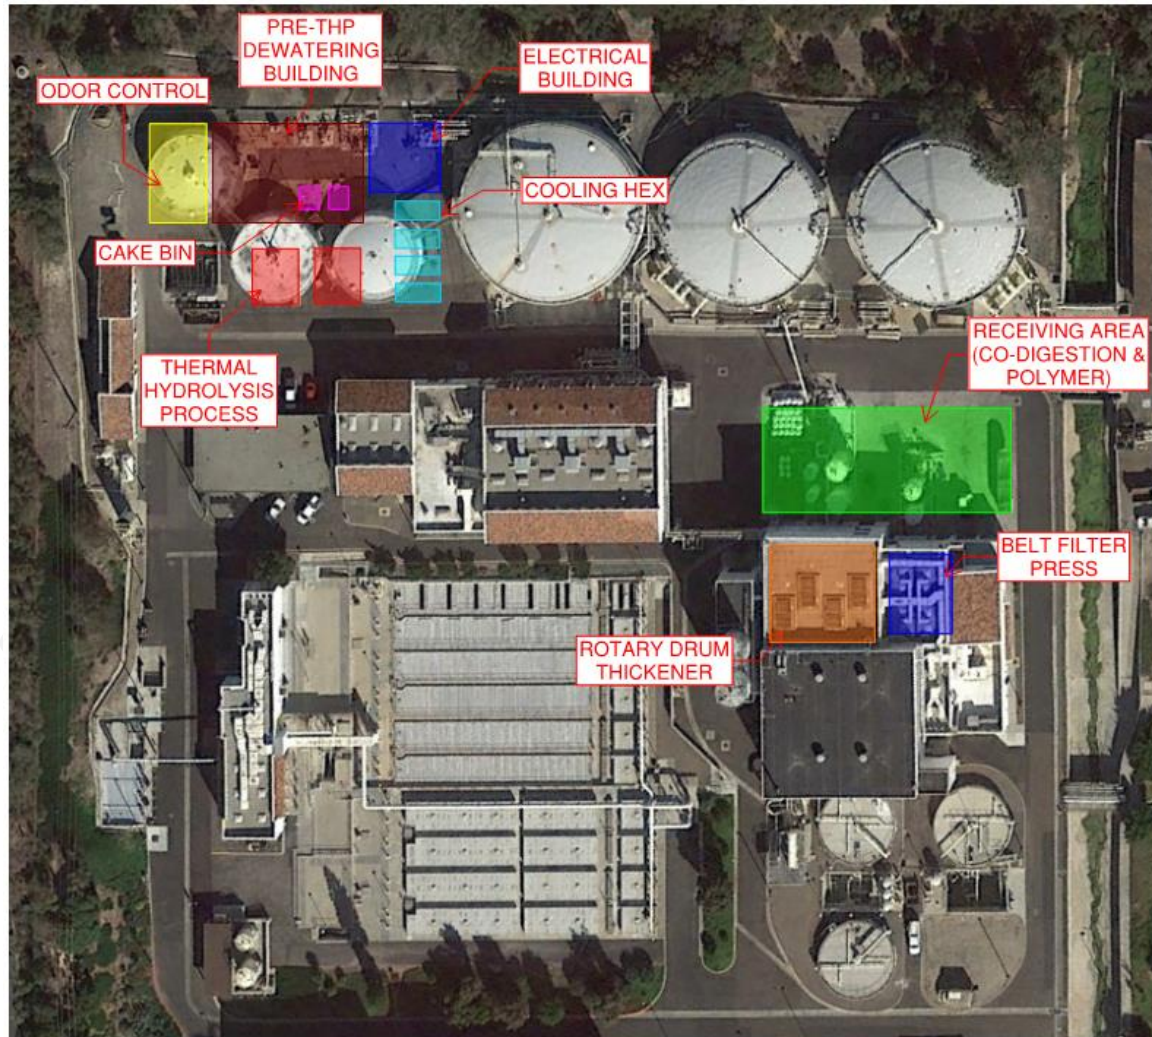 PRE-THP
DEWATERING
BUILDING
ELECTRICAL
BUILDING
ODOR CONTROL
COOLING HEX
CAKE BIN
THERMAL
HYDROLYSIS
PROCESS
RECEIVING AREA
(CO-DIGESTION &
POLYMER)
BELT FILTER
PRESS
ROTARY DRUM
THICKENER